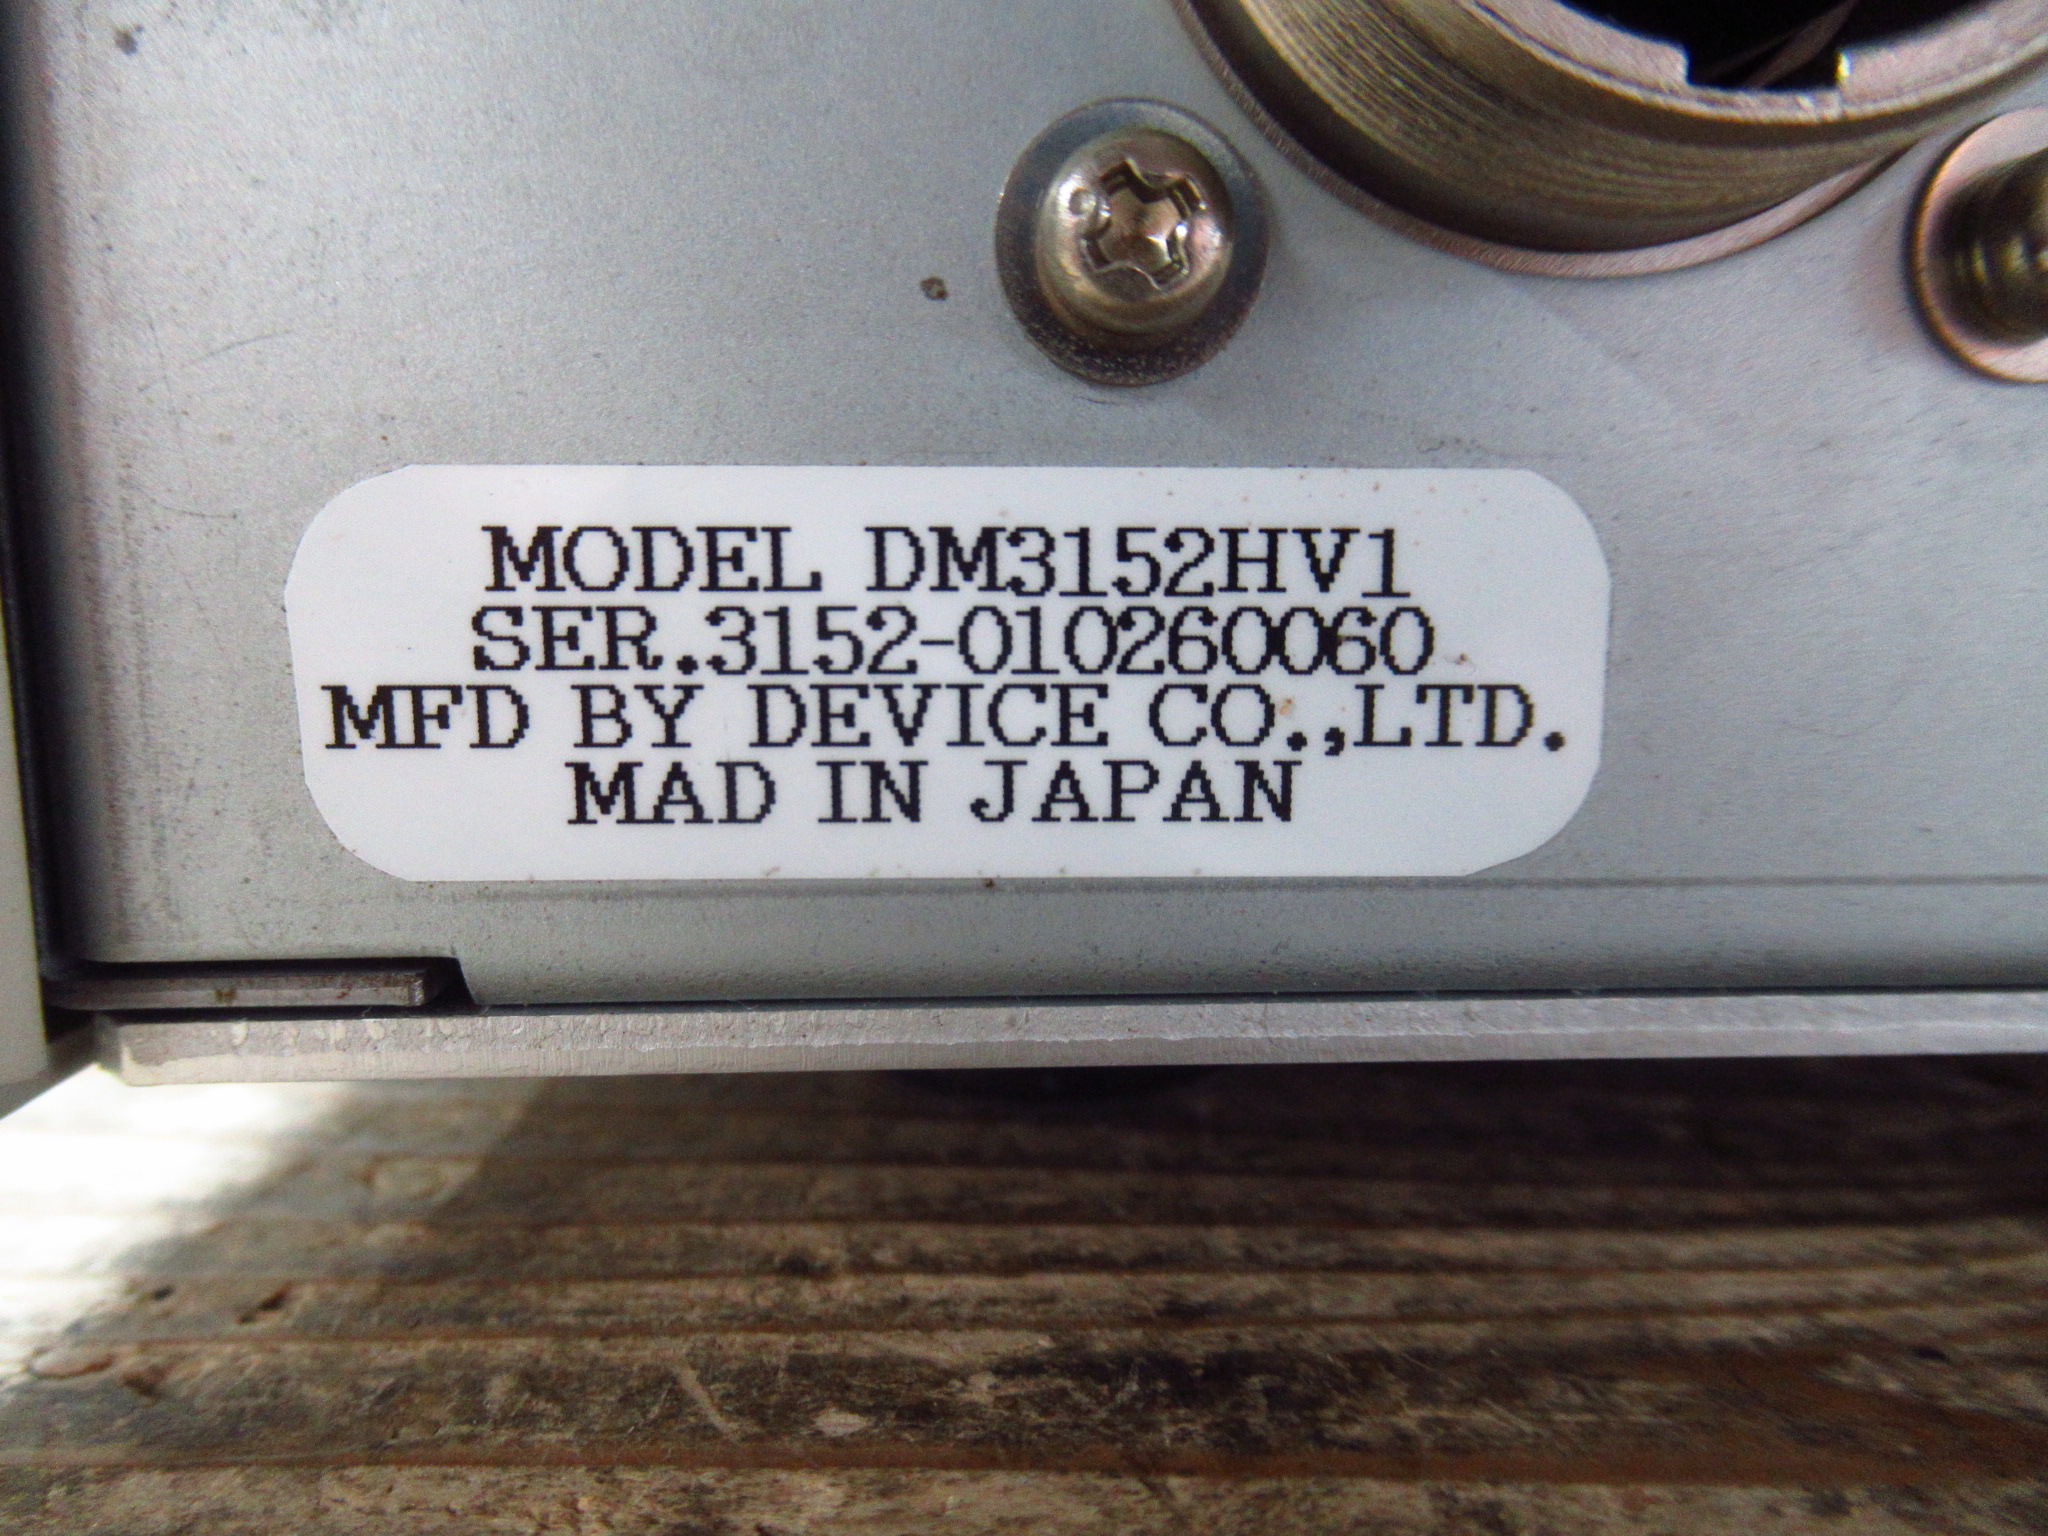 MODEL DM3152HV1
SER.3152-010260060
MFD BY DEVICE CO.,LTD.
MAD IN JAPAN